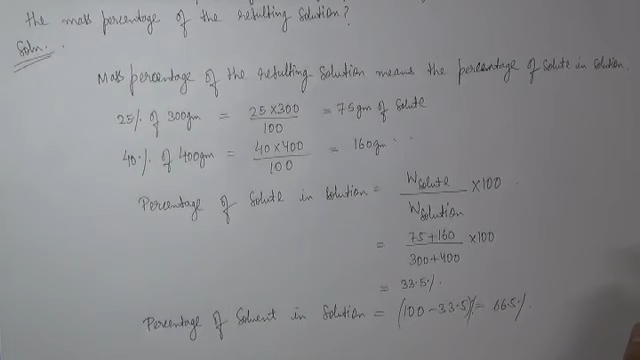 the mass percentage of the resulting solution?
Soln.
Mass percentage of the resulting solution means the percentage of solute in solution.
25% of 300gm = 25×300/100 = 75gm of solute
40% of 400gm = 40×400/100 = 160gm " "
Percentage of solute in solution = Wsolute/Wsolution ×100
= 75+160/300+400 ×100
= 33.5%
Percentage of solvent in solution = (100-33.5)% = 66.5%.